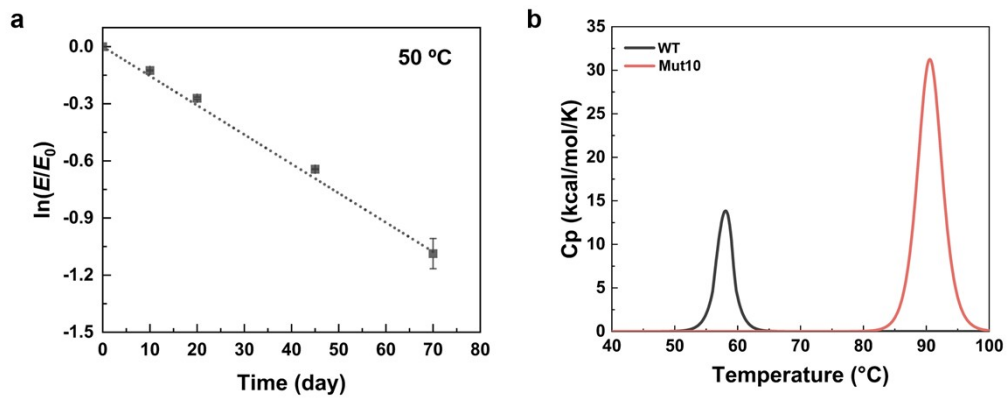 a
50 ºC
0.0
-0.3
-0.6
-0.9
-1.2
-1.5
ln(E/E0)
0 10 20 30 40 50 60 70 80
Time (day)
b
WT
Mut10
35
30
25
20
15
10
5
0
Cp (kcal/mol/K)
40 50 60 70 80 90 100
Temperature (°C)